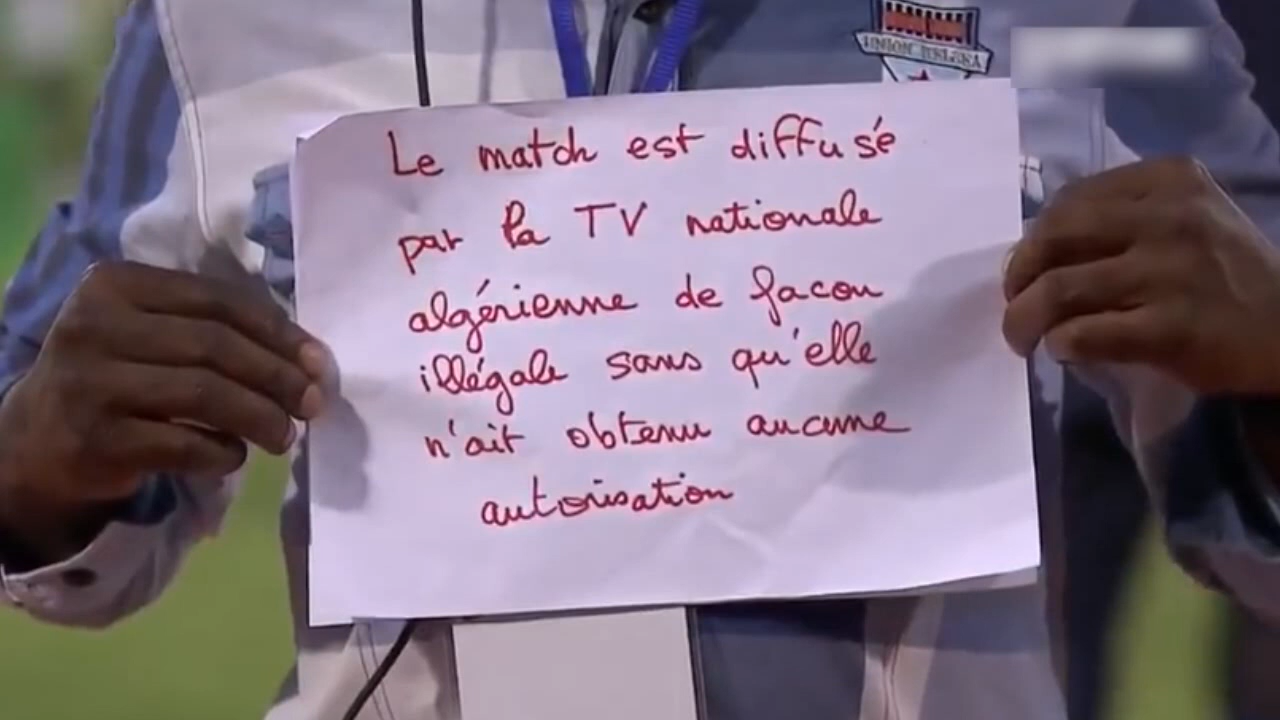 Le match est diffusé
par la TV nationale
algérienne de facon
illégale sans qu'elle
n'ait obtenu aucune
autorisation